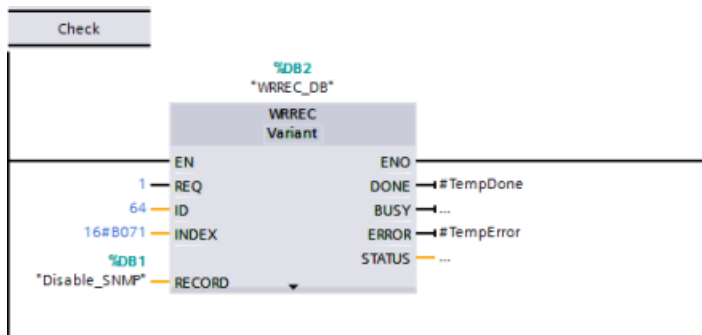 Check
%DB2
"WRREC_DB"
WRREC
Variant
EN ENO
1 REQ DONE #TempDone
64 ID BUSY ...
16#B071 INDEX ERROR #TempError
%DB1 STATUS ...
"Disable_SNMP" RECORD